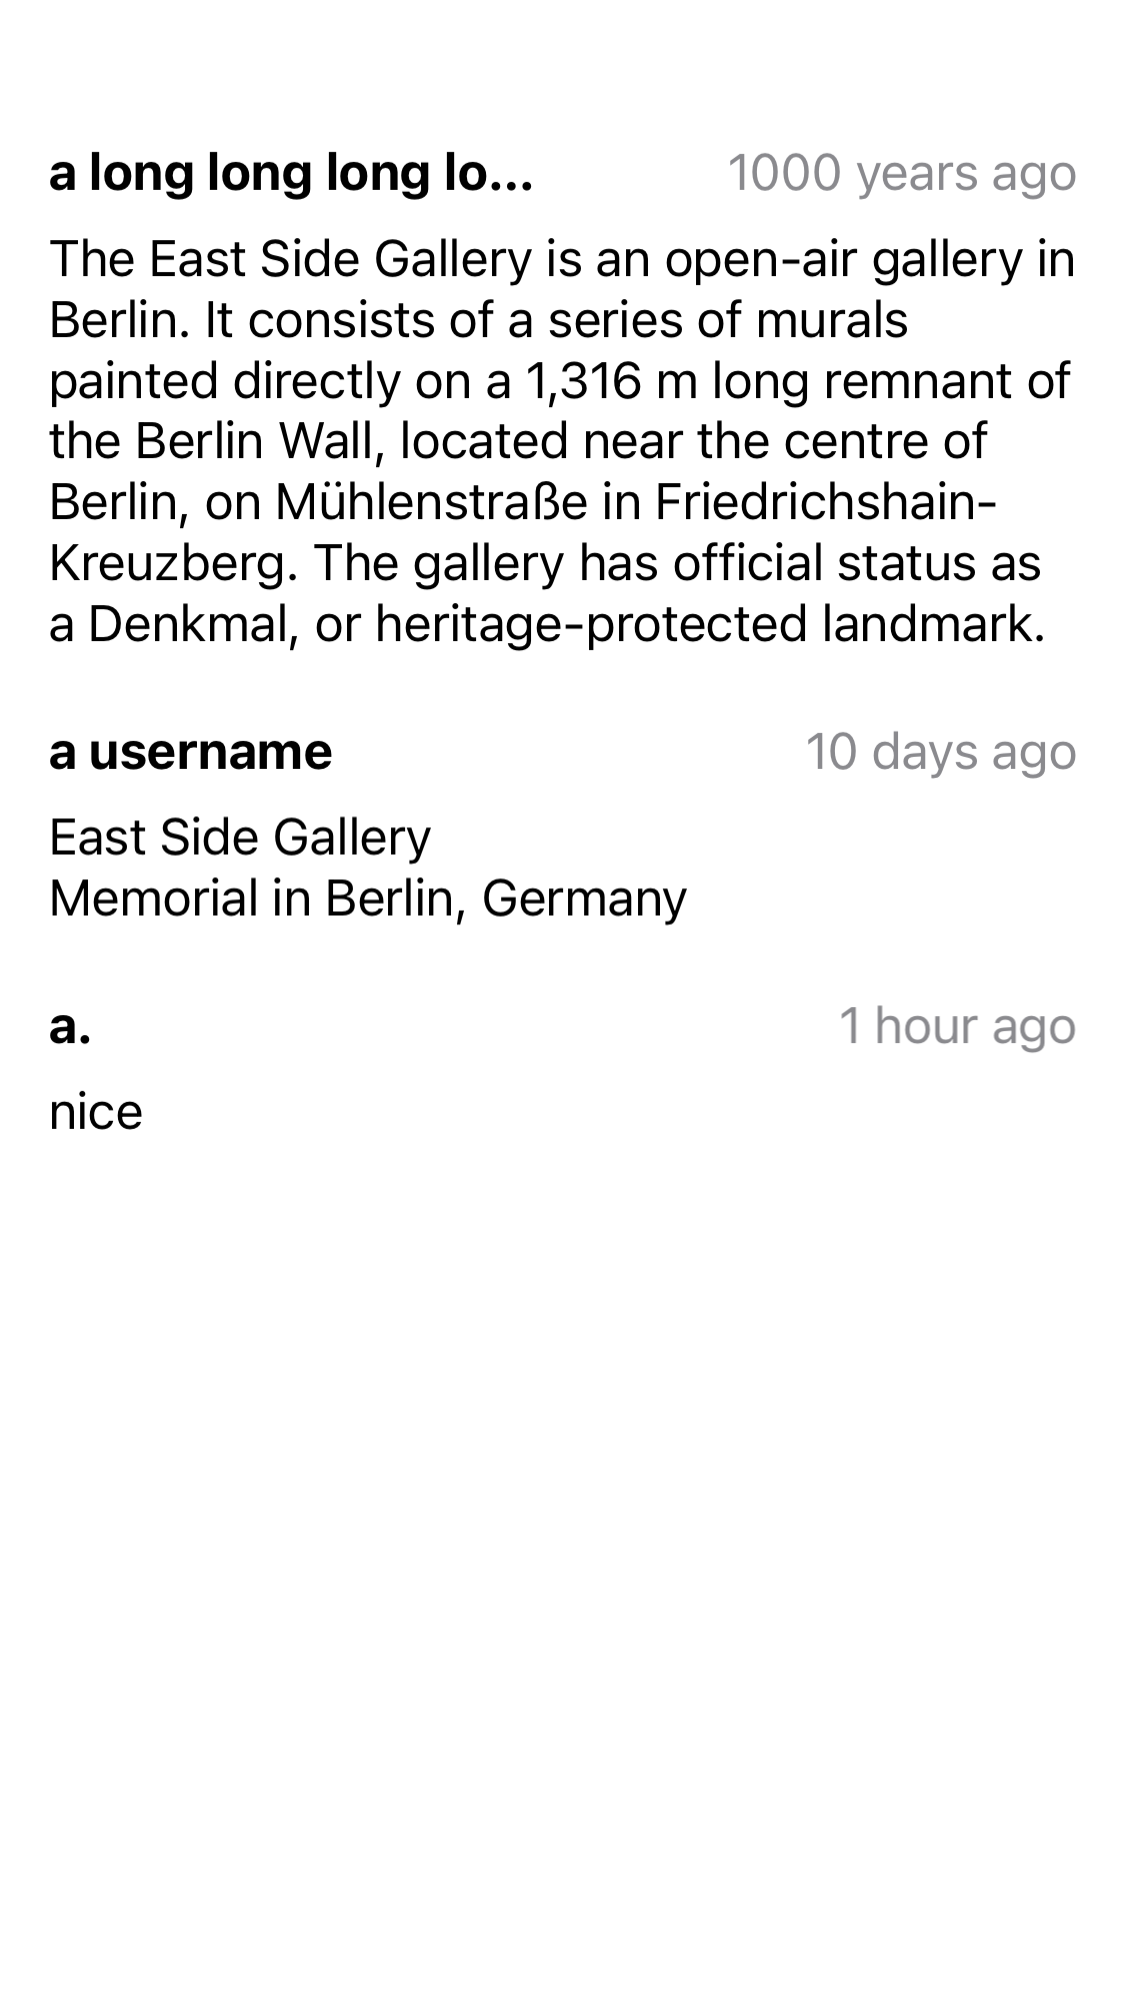 a long long long lo...
1000 years ago
The East Side Gallery is an open-air gallery in
Berlin. It consists of a series of murals
painted directly on a 1,316 m long remnant of
the Berlin Wall, located near the centre of
Berlin, on Mühlenstraße in Friedrichshain-
Kreuzberg. The gallery has official status as
a Denkmal, or heritage-protected landmark.
a username
10 days ago
East Side Gallery
Memorial in Berlin, Germany
a.
1 hour ago
nice